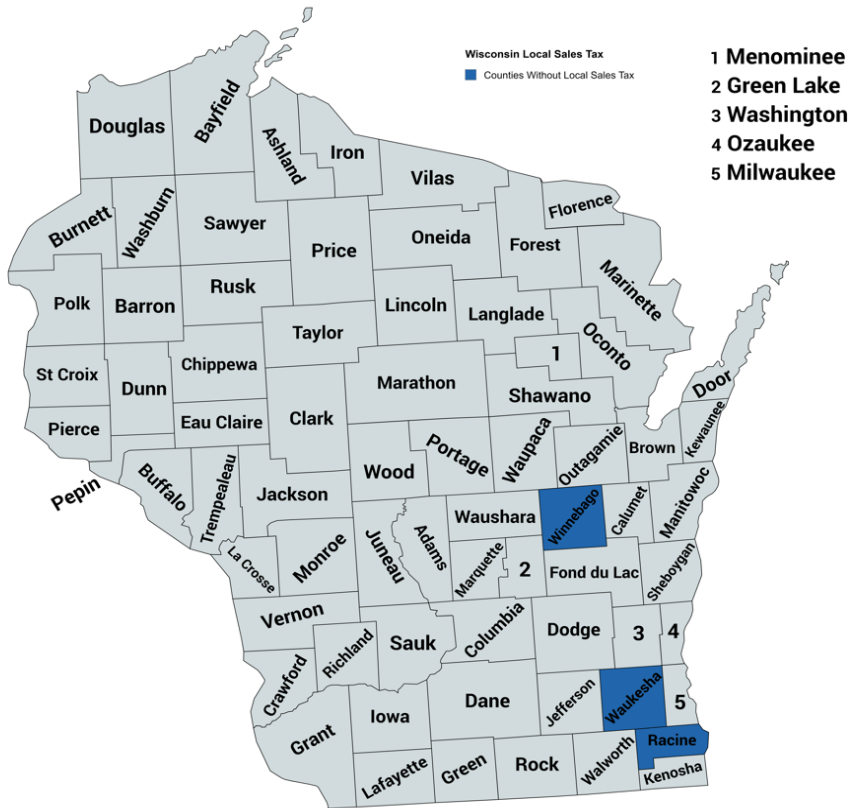 Wisconsin Local Sales Tax
Counties Without Local Sales Tax
1 Menominee
2 Green Lake
3 Washington
4 Ozaukee
5 Milwaukee
Douglas
Bayfield
Ashland
Iron
Vilas
Florence
Burnett
Washburn
Sawyer
Price
Oneida
Forest
Marinette
Polk
Barron
Rusk
Lincoln
Langlade
Oconto
Taylor
1
St Croix
Dunn
Chippewa
Marathon
Shawano
Door
Pierce
Eau Claire
Clark
Portage
Waupaca
Outagamie
Brown
Kewaunee
Pepin
Buffalo
Trempealeau
Jackson
Wood
Waushara
Winnebago
Calumet
Manitowoc
La Crosse
Monroe
Juneau
Adams
Marquette
2
Fond du Lac
Sheboygan
Vernon
Richland
Sauk
Columbia
Dodge
3
4
Crawford
Dane
Jefferson
Waukesha
5
Grant
Iowa
Lafayette
Green
Rock
Walworth
Racine
Kenosha